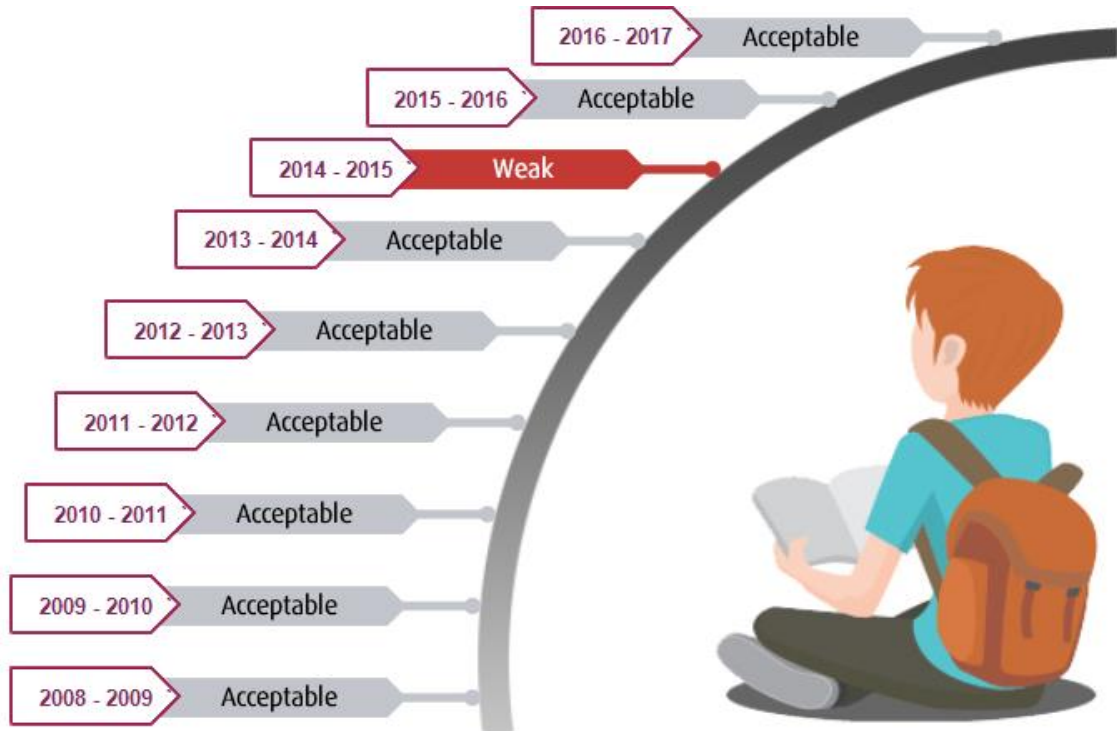 2016 - 2017 Acceptable
2015 - 2016 Acceptable
2014 - 2015 Weak
2013 - 2014 Acceptable
2012 - 2013 Acceptable
2011 - 2012 Acceptable
2010 - 2011 Acceptable
2009 - 2010 Acceptable
2008 - 2009 Acceptable